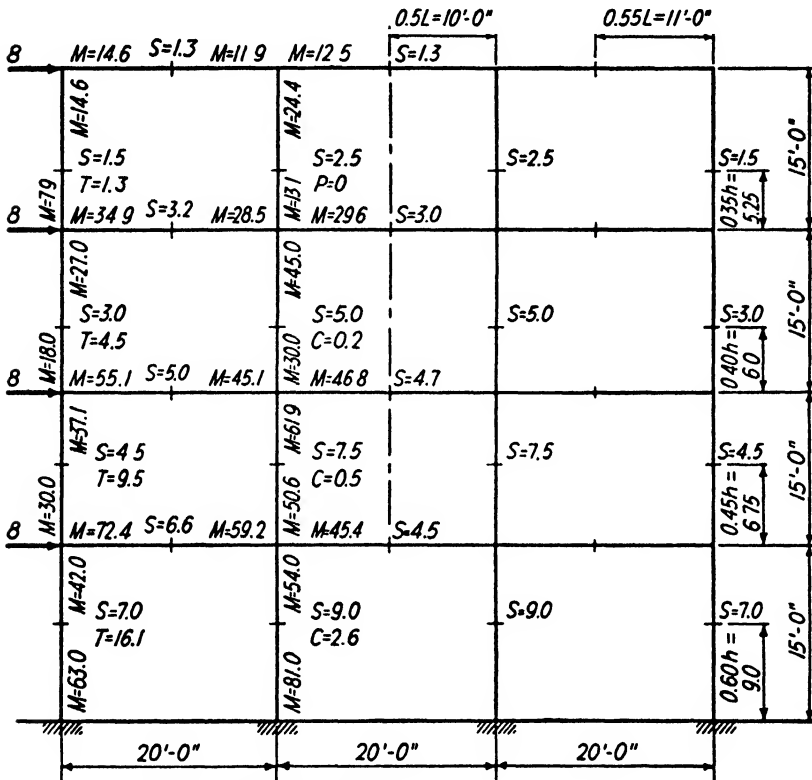 0.5L=10'-0" 0.55L=11'-0"
8 M=14.6 S=1.3 M=11 9 M=12 5 S=1.3
M=14.6 M=24.4
S=1.5 S=2.5 S=2.5 S=1.5
T=1.3 P=0
M=79 M=13 1 0.35h= 5.25 15'-0"
8 M=34 9 S=3.2 M=28.5 M=29.6 S=3.0
M=27.0 M=45.0
S=3.0 S=5.0 S=5.0 S=3.0
T=4.5 C=0.2
M=18.0 M=30.0 0.40h= 6.0 15'-0"
8 M=55.1 S=5.0 M=45.1 M=46 8 S=4.7
M=37.1 M=61.9
S=4 5 S=7.5 S=7.5 S=4.5
T=9.5 C=0.5
M=30.0 M=50.6 0.45h= 6.75 15'-0"
8 M=72.4 S=6.6 M=59.2 M=45.4 S=4.5
M=42.0 M=54.0
S=7.0 S=9.0 S=9.0 S=7.0
T=16.1 C=2.6
M=63.0 M=81.0 0.60h= 9.0 15'-0"
20'-0" 20'-0" 20'-0"